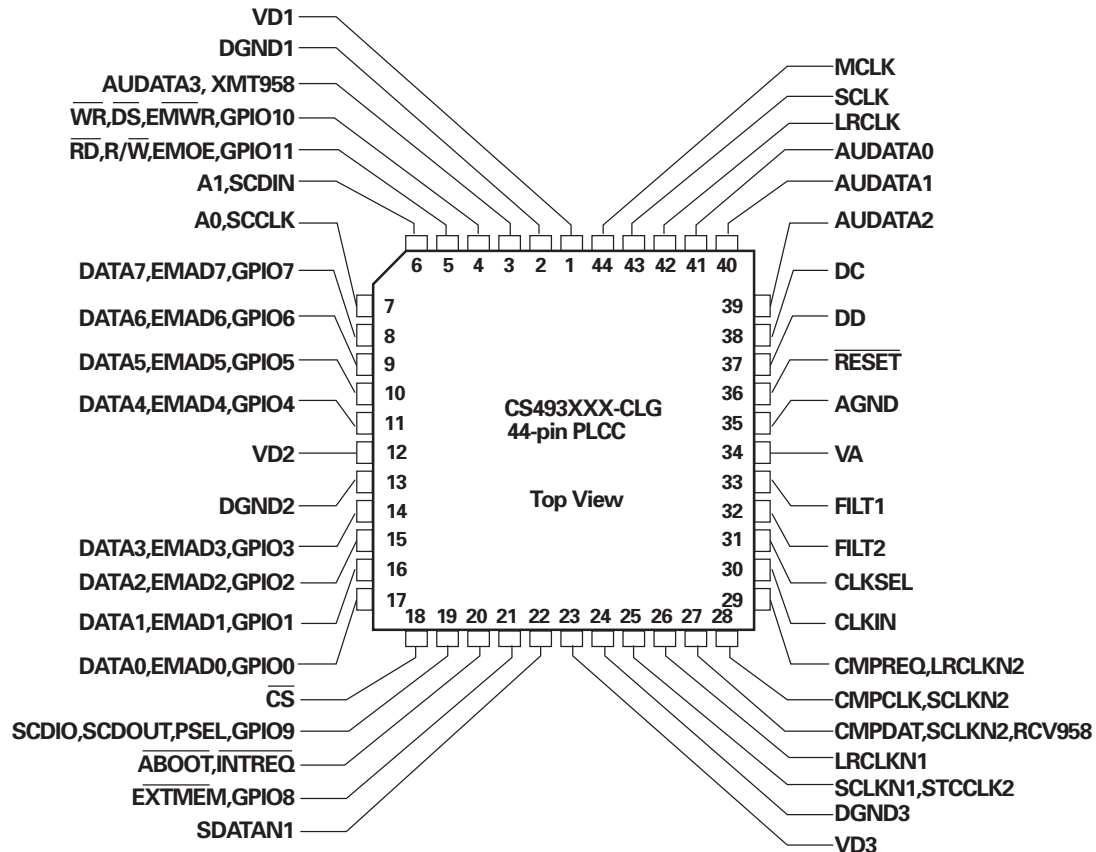 VD1
DGND1
AUDATA3, XMT958
WR,DS,EMWR,GPIO10
RD,R/W,EMOE,GPIO11
A1,SCDIN
A0,SCCLK
DATA7,EMAD7,GPIO7
DATA6,EMAD6,GPIO6
DATA5,EMAD5,GPIO5
DATA4,EMAD4,GPIO4
VD2
DGND2
DATA3,EMAD3,GPIO3
DATA2,EMAD2,GPIO2
DATA1,EMAD1,GPIO1
DATA0,EMAD0,GPIO0
CS
SCDIO,SCDOUT,PSEL,GPIO9
ABOOT,INTREQ
EXTMEM,GPIO8
SDATAN1
6 5 4 3 2 1 44 43 42 41 40
7
8
9
10
11
12
13
14
15
16
17
CS493XXX-CLG
44-pin PLCC
Top View
39
38
37
36
35
34
33
32
31
30
29
18 19 20 21 22 23 24 25 26 27 28
MCLK
SCLK
LRCLK
AUDATA0
AUDATA1
AUDATA2
DC
DD
RESET
AGND
VA
FILT1
FILT2
CLKSEL
CLKIN
CMPREQ,LRCLKN2
CMPCLK,SCLKN2
CMPDAT,SCLKN2,RCV958
LRCLKN1
SCLKN1,STCCLK2
DGND3
VD3